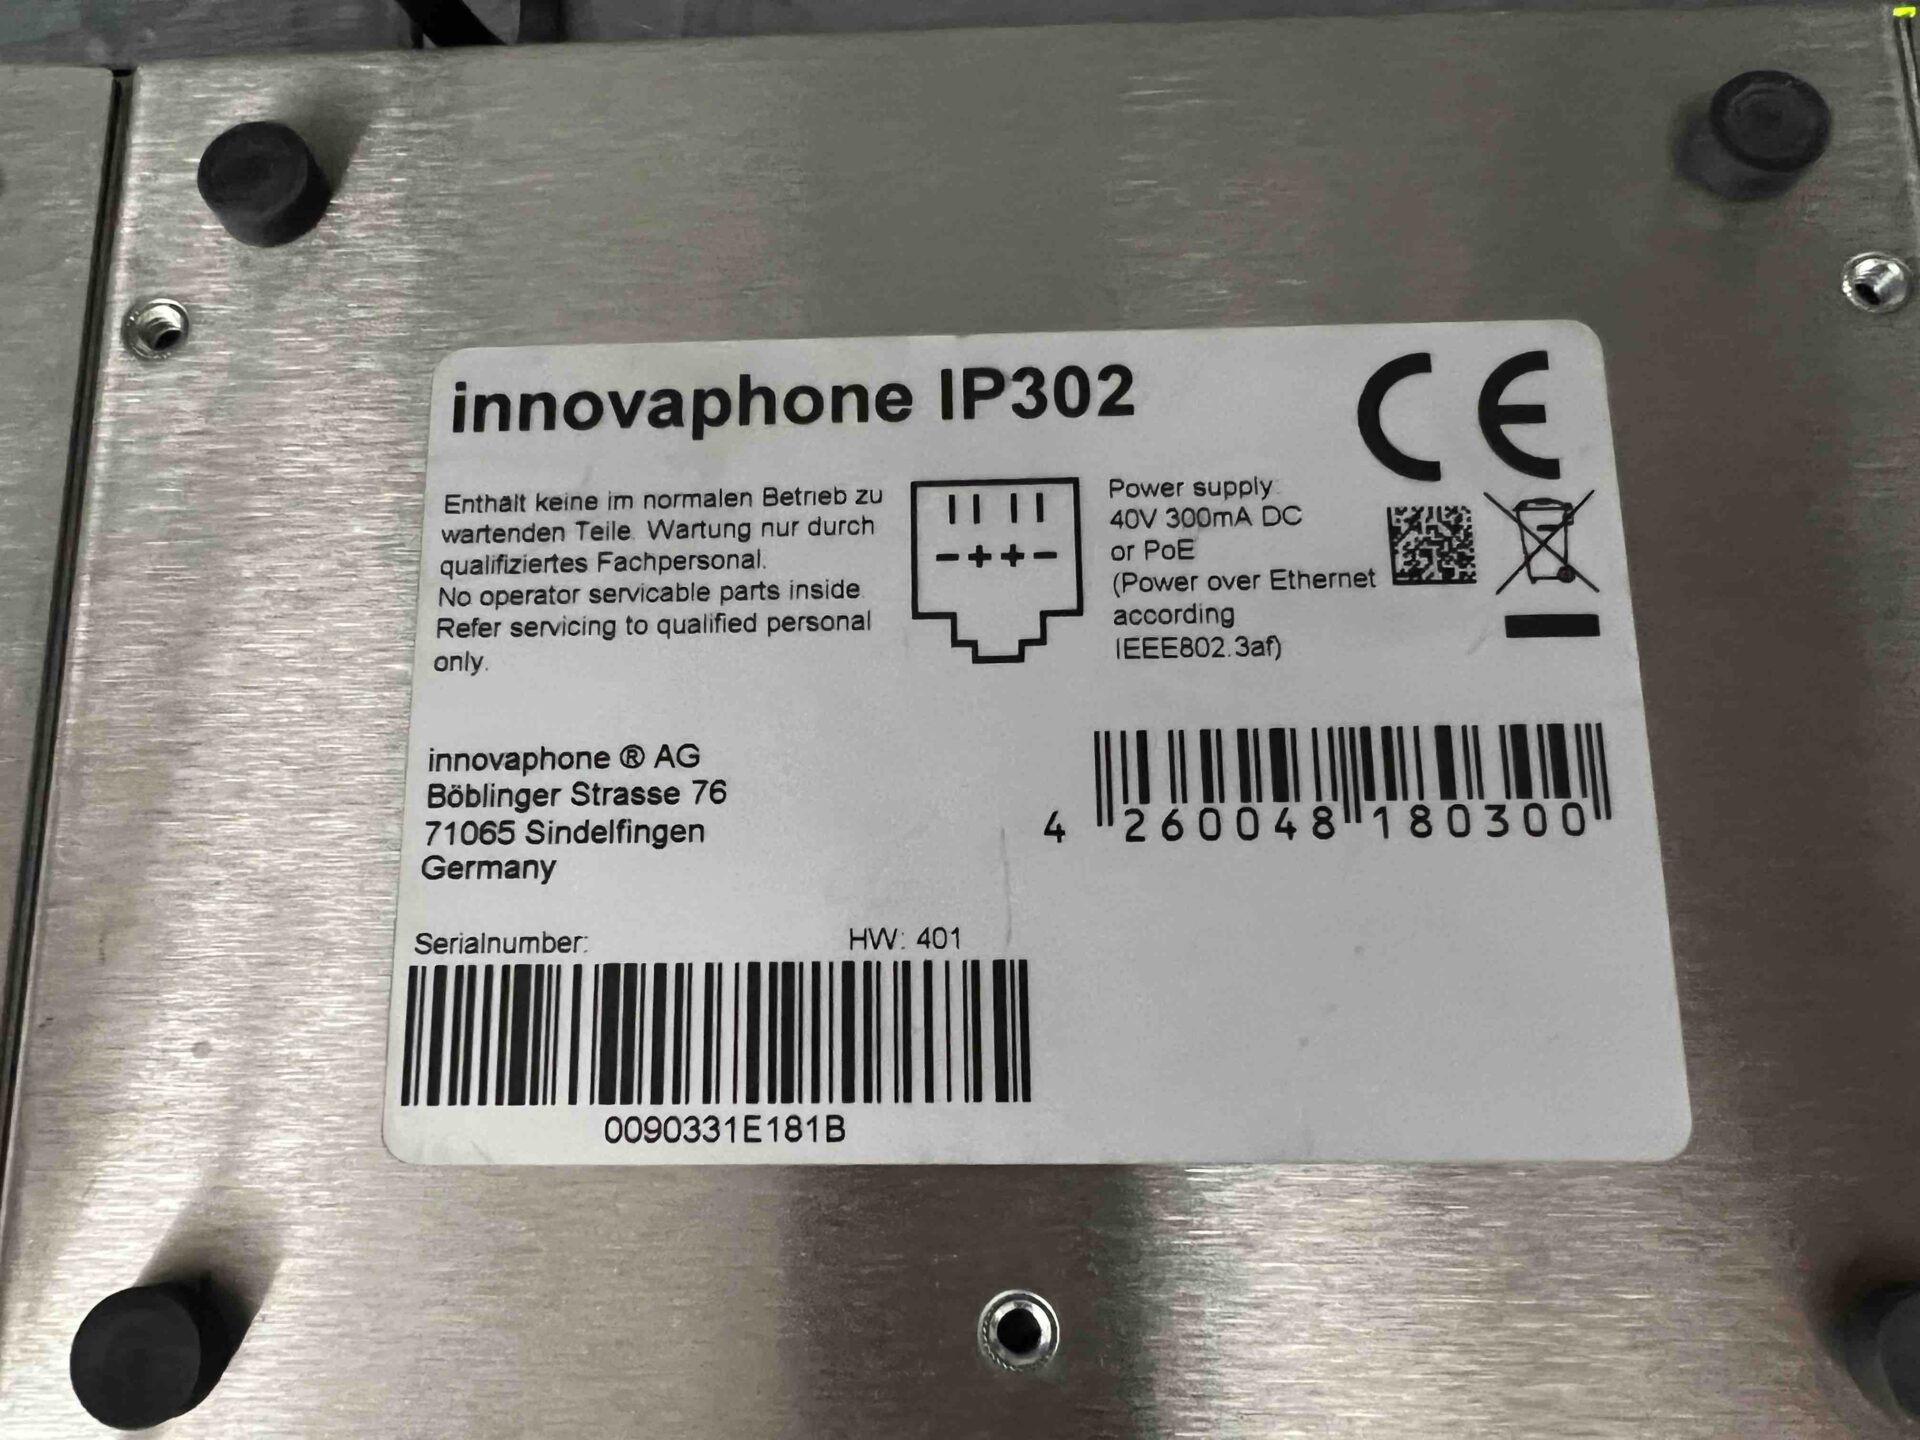 innovaphone IP302
CE
Enthält keine im normalen Betrieb zu
wartenden Teile. Wartung nur durch
qualifiziertes Fachpersonal.
No operator servicable parts inside.
Refer servicing to qualified personal
only.
- + + -
Power supply:
40V 300mA DC
or PoE
(Power over Ethernet
according
IEEE802.3af)
innovaphone ® AG
Böblinger Strasse 76
71065 Sindelfingen
Germany
4 260048 180300
Serialnumber: HW: 401
0090331E181B